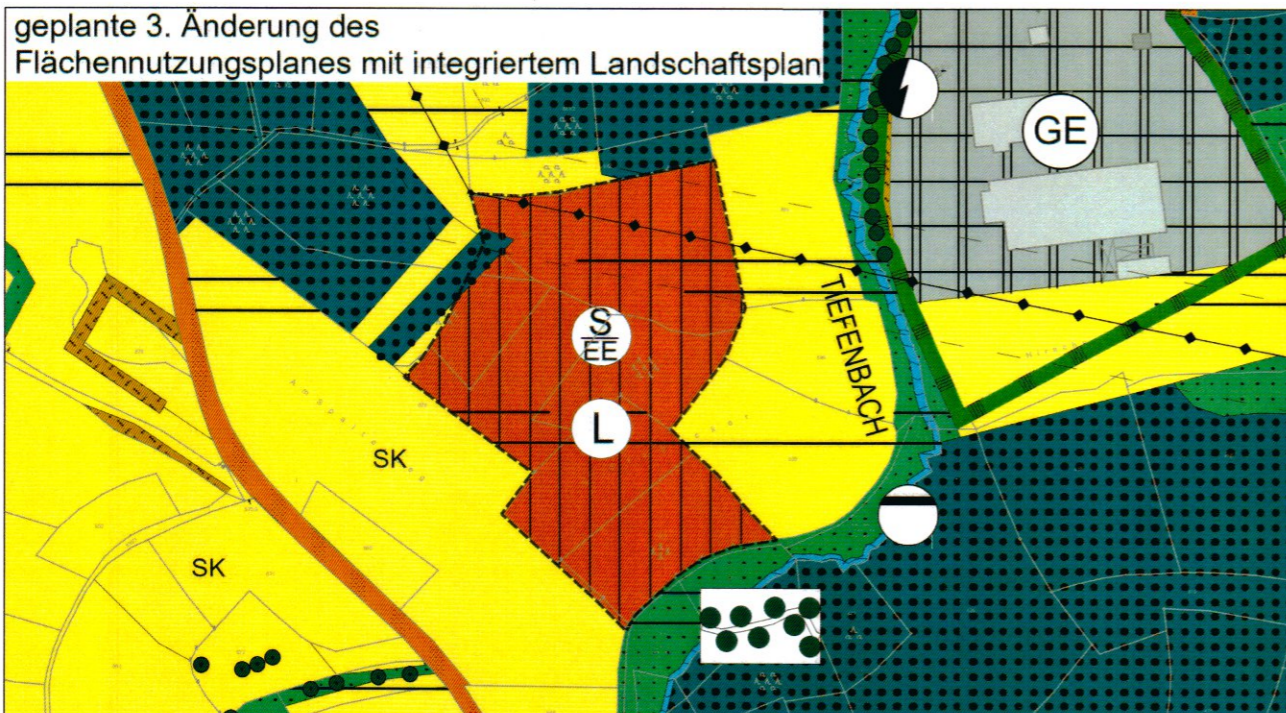 geplante 3. Änderung des
Flächennutzungsplanes mit integriertem Landschaftsplan
GE
S
EE
L
TIEFENBACH
SK
SK